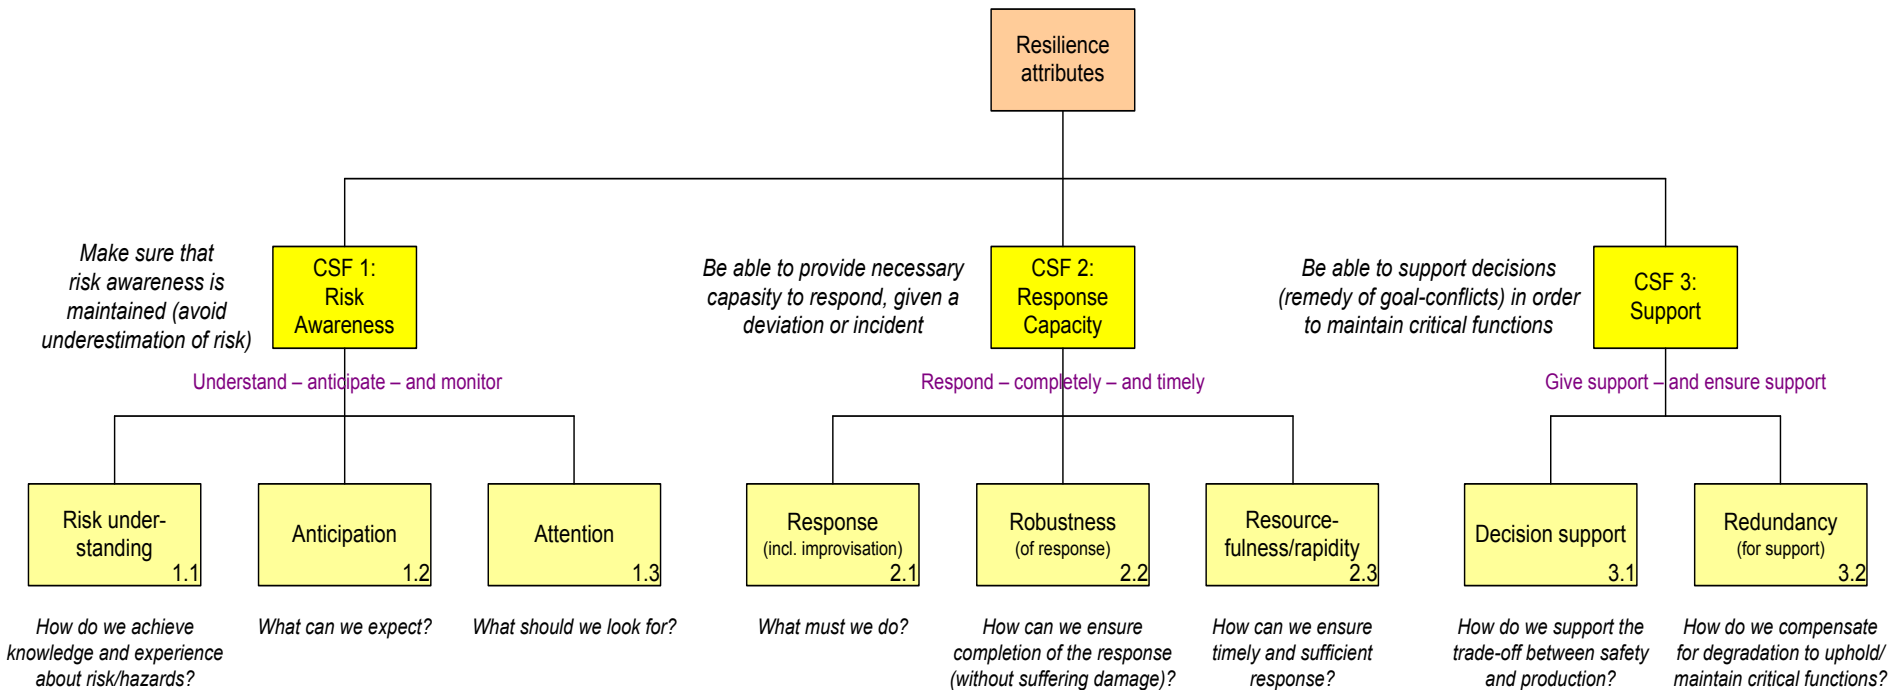 Resilience
attributes
Make sure that
risk awareness is
maintained (avoid
underestimation of risk)
CSF 1:
Risk
Awareness
Be able to provide necessary
capasity to respond, given a
deviation or incident
CSF 2:
Response
Capacity
Be able to support decisions
(remedy of goal-conflicts) in order
to maintain critical functions
CSF 3:
Support
Understand – anticipate – and monitor
Respond – completely – and timely
Give support – and ensure support
Risk under-
standing
1.1
Anticipation
1.2
Attention
1.3
Response
(incl. improvisation)
2.1
Robustness
(of response)
2.2
Resource-
fulness/rapidity
2.3
Decision support
3.1
Redundancy
(for support)
3.2
How do we achieve
knowledge and experience
about risk/hazards?
What can we expect?
What should we look for?
What must we do?
How can we ensure
completion of the response
(without suffering damage)?
How can we ensure
timely and sufficient
response?
How do we support the
trade-off between safety
and production?
How do we compensate
for degradation to uphold/
maintain critical functions?